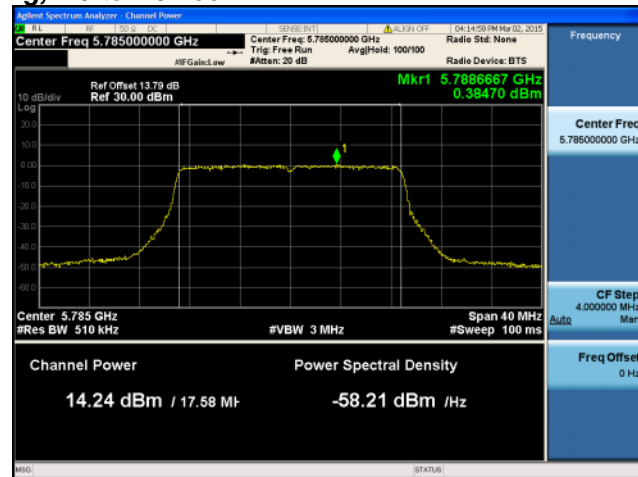 Agilent Spectrum Analyzer - Channel Power
RL RF 50 Ω DC SENSE:INT ALIGN OFF 04:14:59 PM Mar 02, 2015
Center Freq 5.785000000 GHz
Center Freq: 5.785000000 GHz
Radio Std: None
Trig: Free Run Avg|Hold: 100/100
#IFGain:Low #Atten: 20 dB Radio Device: BTS
Frequency
Mkr1 5.7886667 GHz
0.38470 dBm
Ref Offset 13.79 dB
10 dB/div Ref 30.00 dBm
Log
20.0
10.0
0.00
-10.0
-20.0
-30.0
-40.0
-50.0
-60.0
1
Center Freq
5.785000000 GHz
Center 5.785 GHz Span 40 MHz
#Res BW 510 kHz #VBW 3 MHz #Sweep 100 ms
CF Step
4.000000 MHz
Auto Man
Channel Power Power Spectral Density
14.24 dBm / 17.58 MH -58.21 dBm /Hz
Freq Offset
0 Hz
MSG STATUS